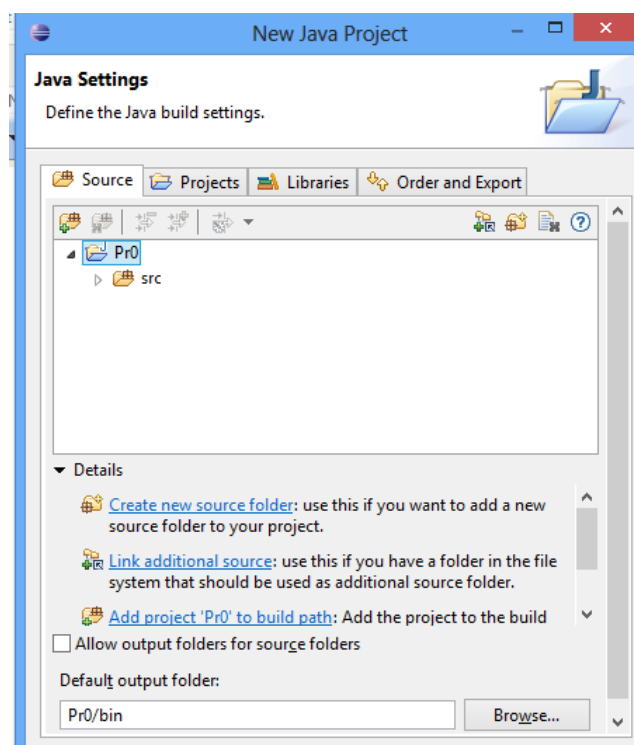 New Java Project
Java Settings
Define the Java build settings.
Source Projects Libraries Order and Export
Pr0
src
Details
Create new source folder: use this if you want to add a new
source folder to your project.
Link additional source: use this if you have a folder in the file
system that should be used as additional source folder.
Add project 'Pr0' to build path: Add the project to the build
Allow output folders for source folders
Default output folder:
Pr0/bin Browse...